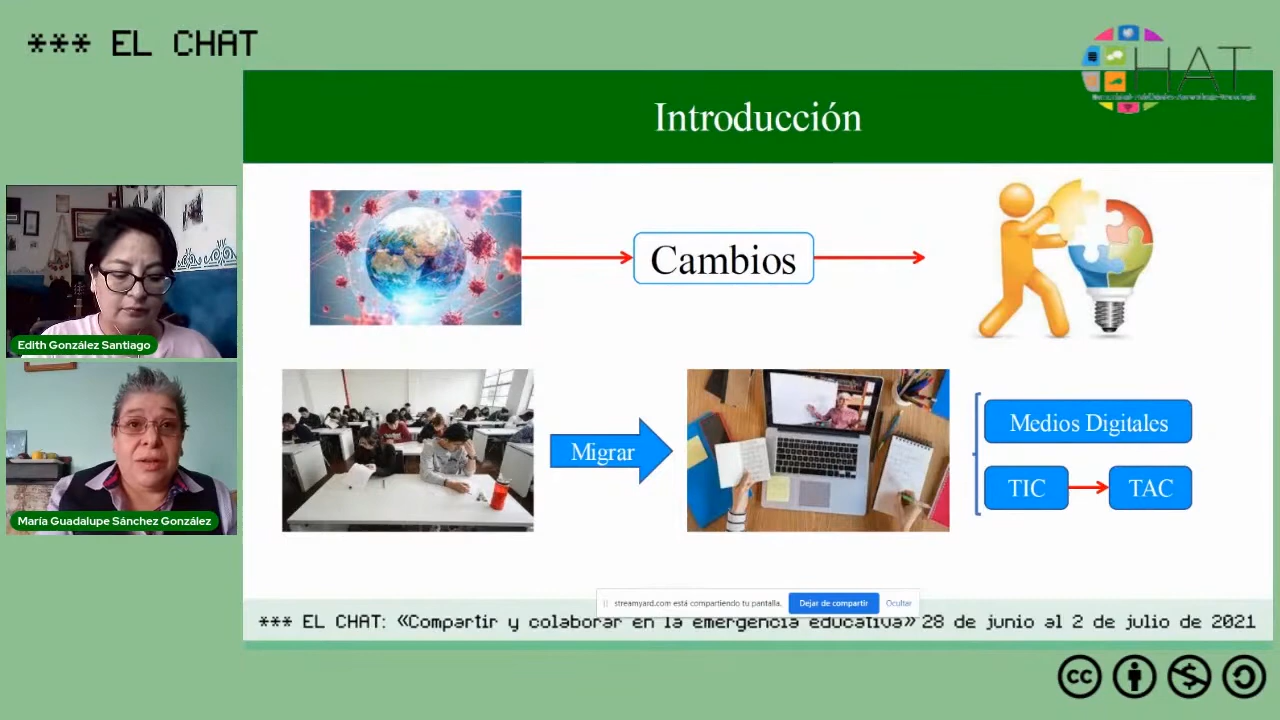 *** EL CHAT
HAT
Introducción
Cambios
Edith González Santiago
María Guadalupe Sánchez González
Migrar
Medios Digitales
TIC
TAC
streamyard.com está compartiendo tu pantalla.
Dejar de compartir
Ocultar
*** EL CHAT: «Compartir y colaborar en la emergencia educativa» 28 de junio al 2 de julio de 2021
cc